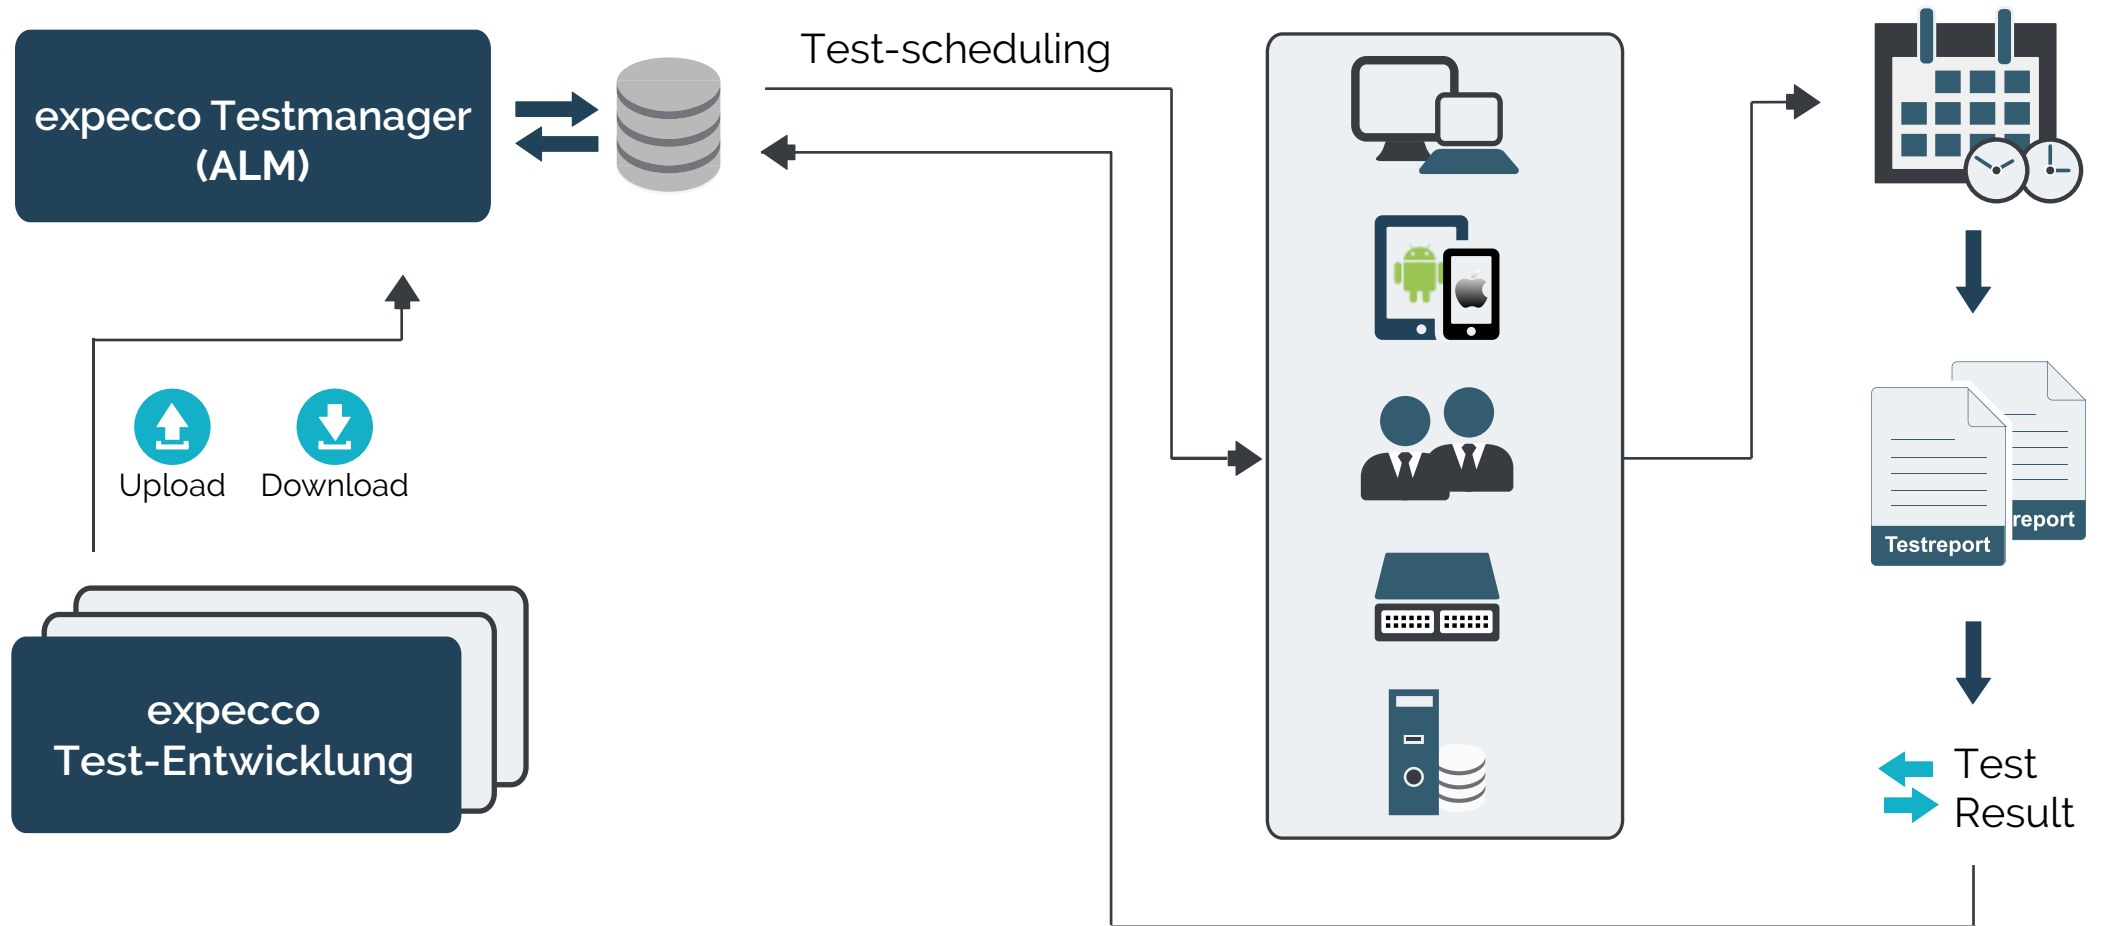 expecco Testmanager
(ALM)
Test-scheduling
Upload
Download
expecco
Test-Entwicklung
report
Testreport
Test
Result